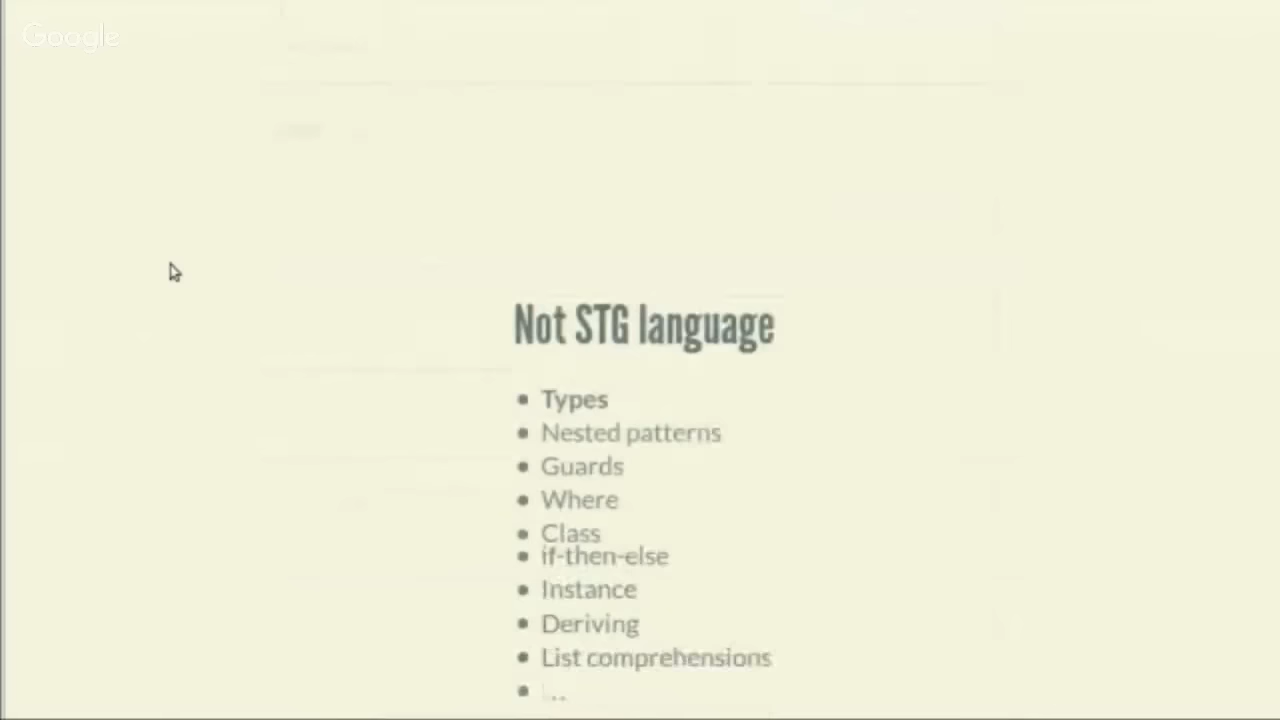 Google
Not STG language
Types
Nested patterns
Guards
Where
Class
if-then-else
Instance
Deriving
List comprehensions
...